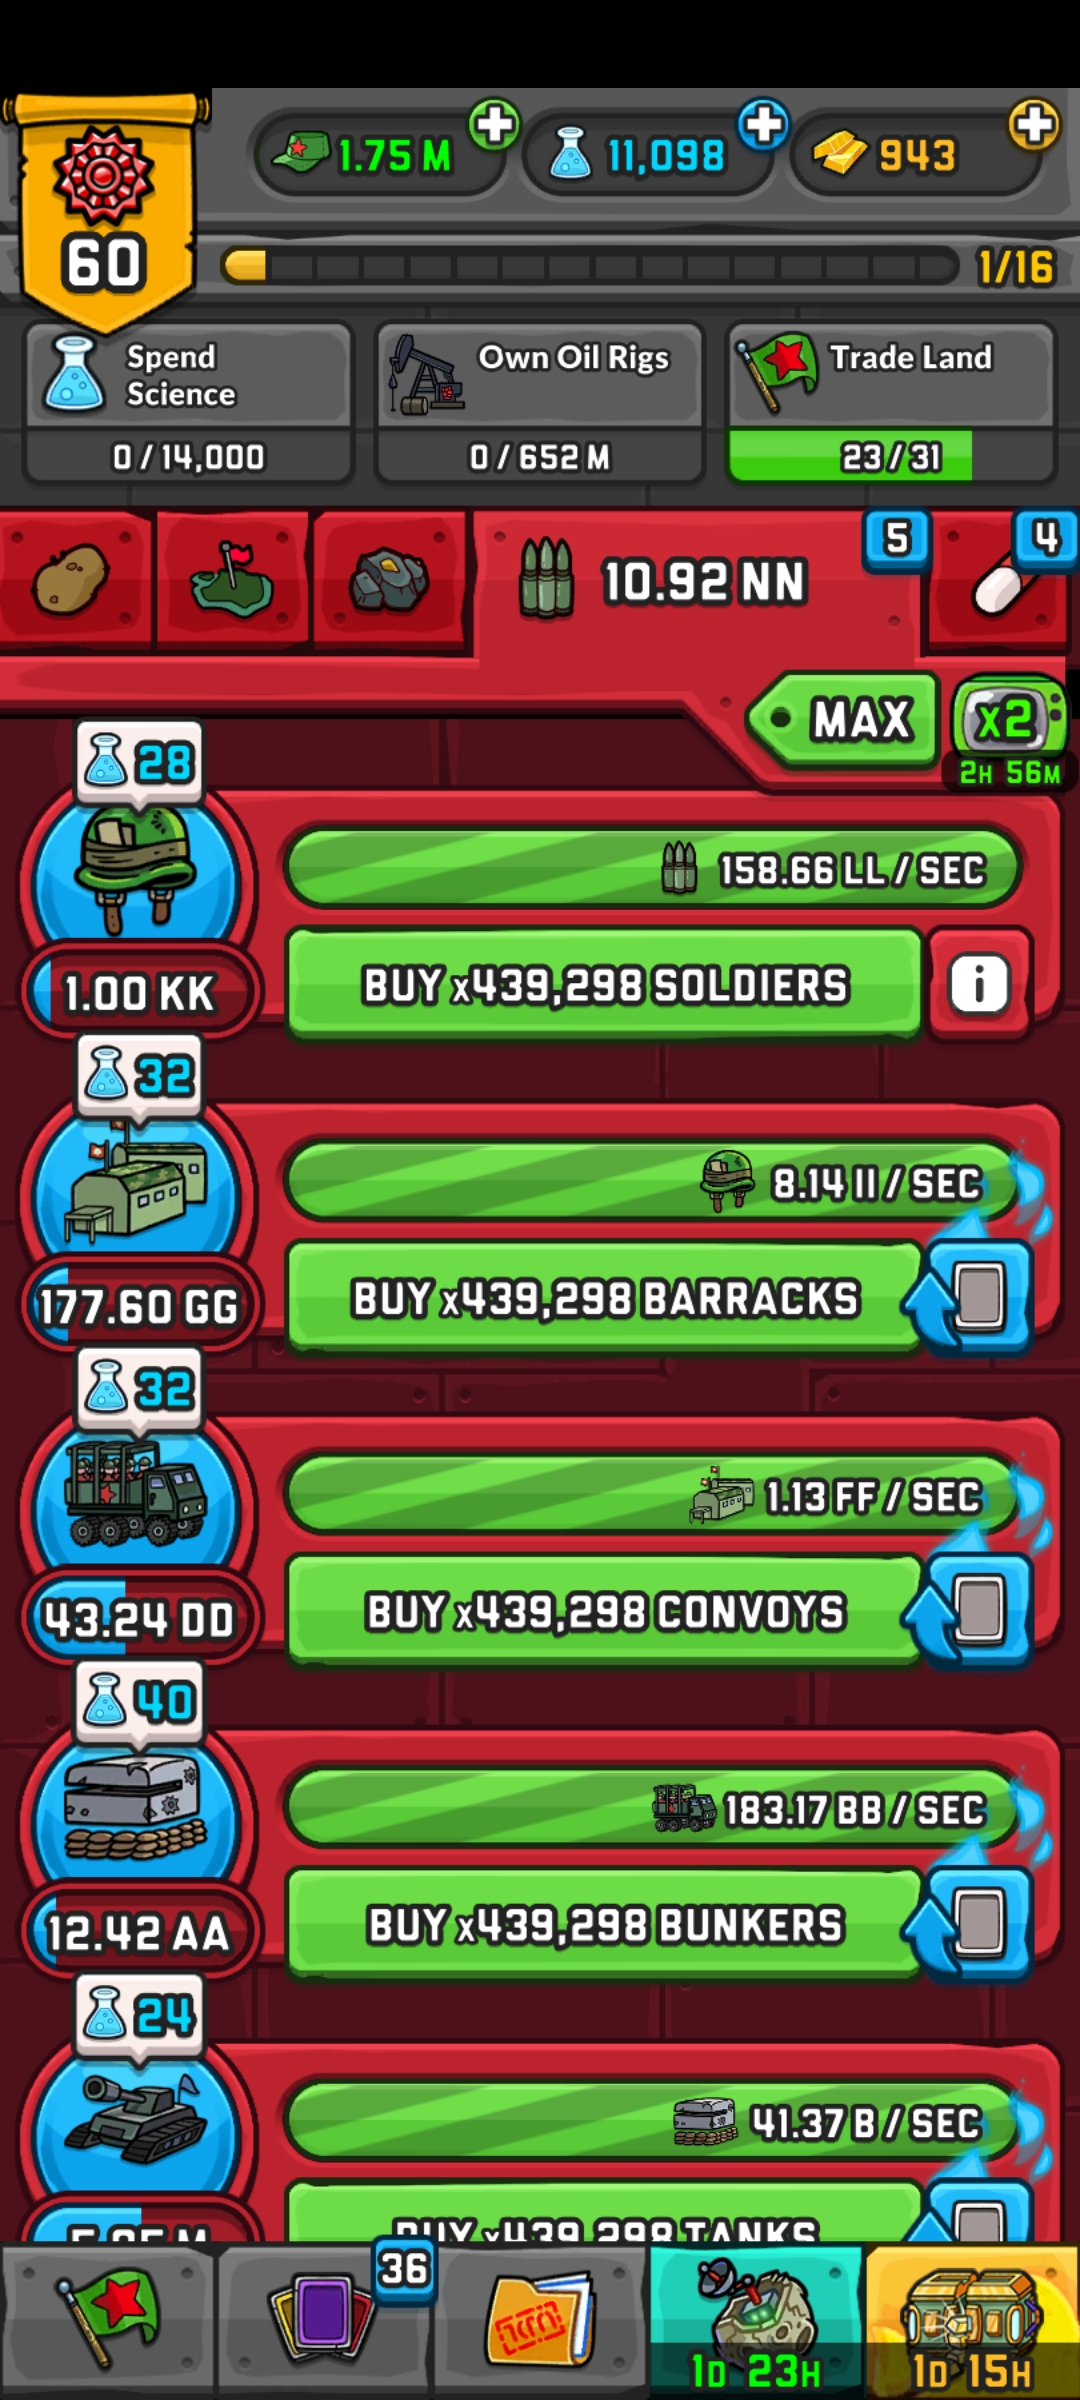 60
1.75 M
11,098
943
1/16
Spend
Science
0/14,000
Own Oil Rigs
0/652 M
Trade Land
23/31
10.92 NN
5
4
MAX
x2
2H 56M
28
158.66 LL/SEC
1.00 KK
BUY x439,298 SOLDIERS
i
32
8.14 II/SEC
177.60 GG
BUY x439,298 BARRACKS
32
1.13 FF/SEC
43.24 DD
BUY x439,298 CONVOYS
40
183.17 BB/SEC
12.42 AA
BUY x439,298 BUNKERS
24
41.37 B/SEC
BUY x439,298 TANKS
36
1D 23H
1D 15H